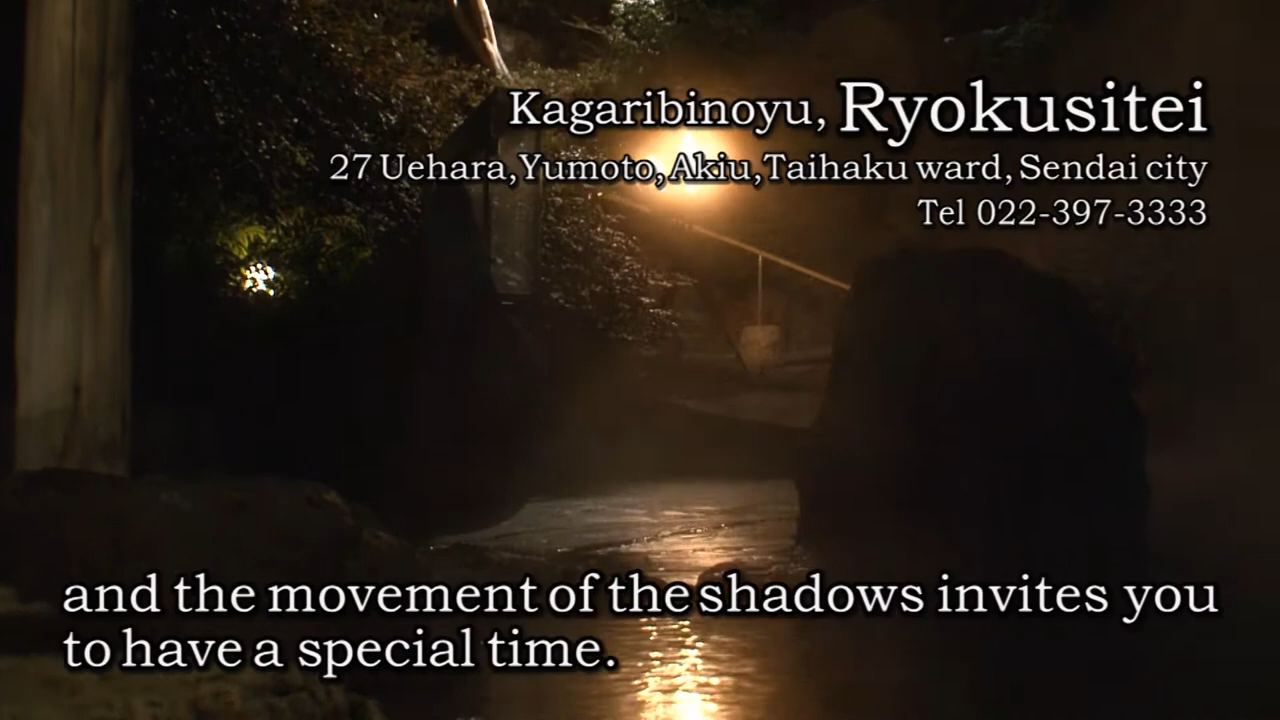 Kagaribinoyu, Ryokusitei
27 Uehara,Yumoto,Akiu,Taihaku ward, Sendai city
Tel 022-397-3333
and the movement of the shadows invites you
to have a special time.